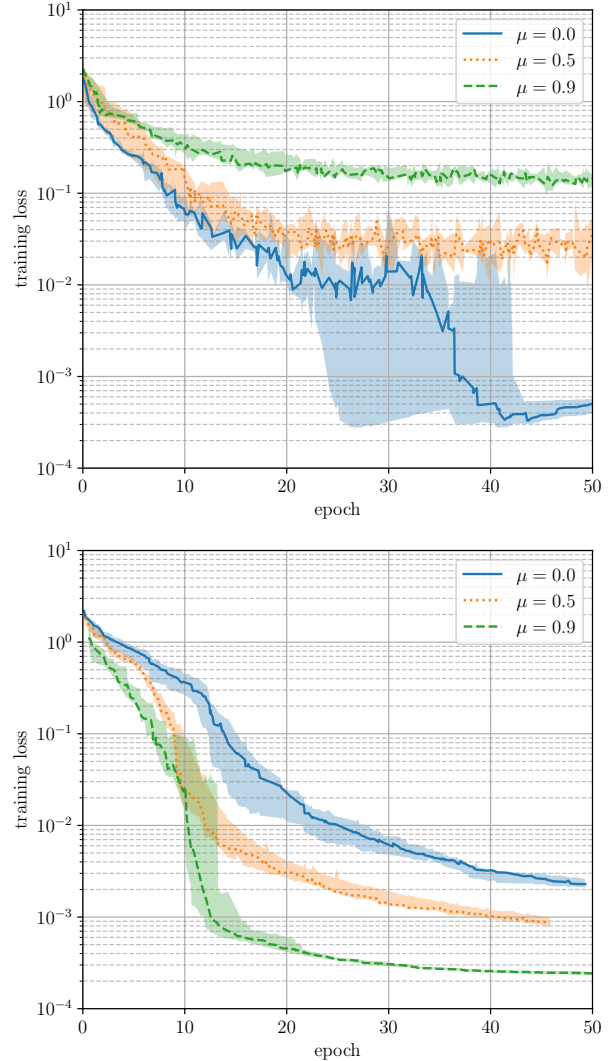 10^1
10^0
10^-1
10^-2
10^-3
10^-4
training loss
μ = 0.0
μ = 0.5
μ = 0.9
0 10 20 30 40 50
epoch
10^1
10^0
10^-1
10^-2
10^-3
10^-4
training loss
μ = 0.0
μ = 0.5
μ = 0.9
0 10 20 30 40 50
epoch